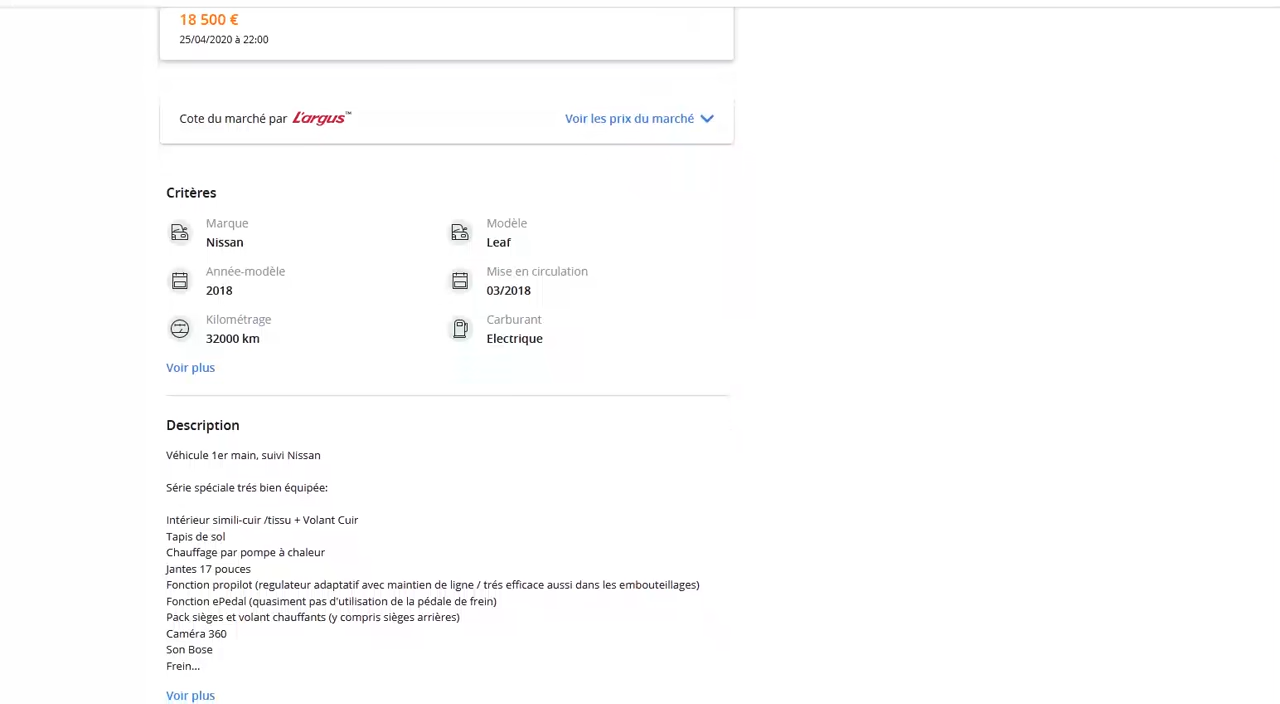 18 500 €
25/04/2020 à 22:00
Cote du marché par L'argus™
Voir les prix du marché
Critères
Marque
Nissan
Modèle
Leaf
Année-modèle
2018
Mise en circulation
03/2018
Kilométrage
32000 km
Carburant
Electrique
Voir plus
Description
Véhicule 1er main, suivi Nissan
Série spéciale trés bien équipée:
Intérieur simili-cuir /tissu + Volant Cuir
Tapis de sol
Chauffage par pompe à chaleur
Jantes 17 pouces
Fonction propilot (regulateur adaptatif avec maintien de ligne / trés efficace aussi dans les embouteillages)
Fonction ePedal (quasiment pas d'utilisation de la pédale de frein)
Pack sièges et volant chauffants (y compris sièges arrières)
Caméra 360
Son Bose
Frein...
Voir plus